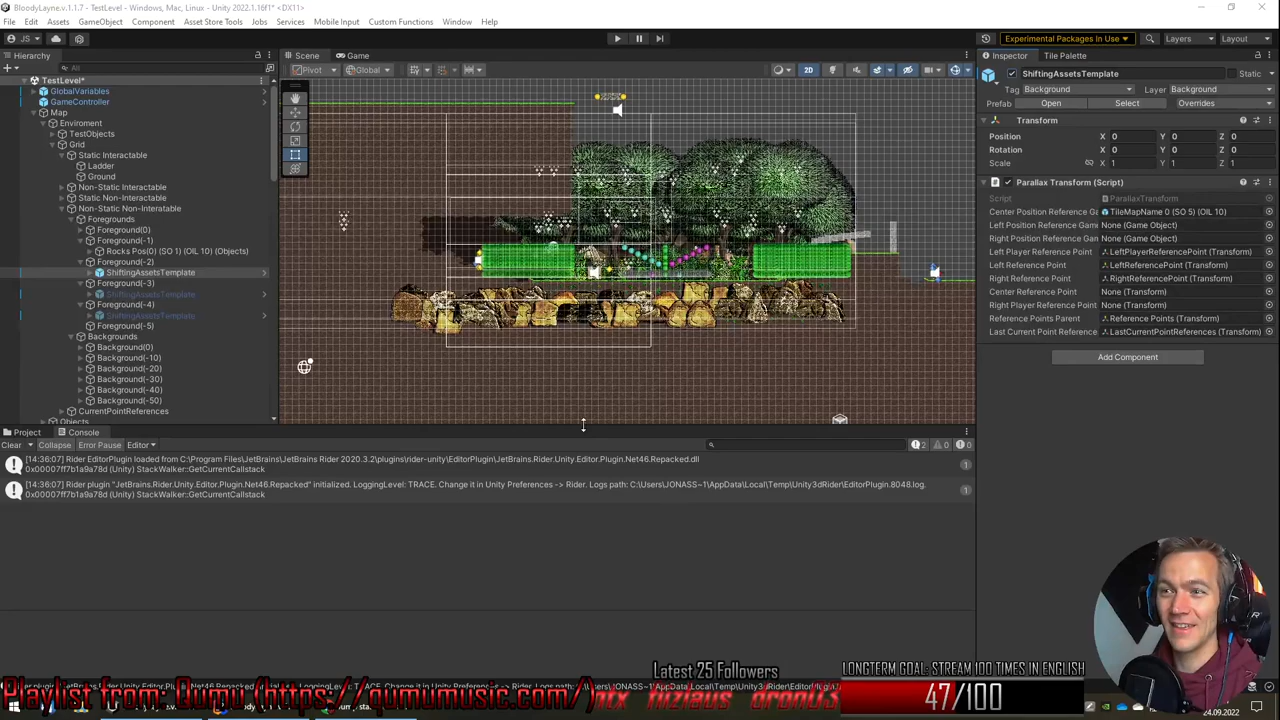 BloodyLayne.v.1.1.7 - TestLevel - Windows, Mac, Linux - Unity 2022.1.16f1* <DX11>
File Edit Assets GameObject Component Asset Store Tools Jobs Services Mobile Input Custom Functions Window Help
JS Experimental Packages In Use Layers Layout
Hierarchy
All
TestLevel*
GlobalVariables
GameController
Map
Enviroment
TestObjects
Grid
Static Interactable
Ladder
Ground
Non-Static Interactable
Static Non-Interactable
Non-Static Non-Interatable
Foregrounds
Foreground(0)
Foreground(-1)
Rocks Pos(0) (SO 1) (OIL 10) (Objects)
Foreground(-2)
ShiftingAssetsTemplate
Foreground(-3)
ShiftingAssetsTemplate
Foreground(-4)
ShiftingAssetsTemplate
Foreground(-5)
Backgrounds
Background(0)
Background(-10)
Background(-20)
Background(-30)
Background(-40)
Background(-50)
CurrentPointReferences
Objects
Scene Game
Pivot Global 2D
Inspector Tile Palette
ShiftingAssetsTemplate Static
Tag Background Layer Background
Prefab Open Select Overrides
Transform
Position X 0 Y 0 Z 0
Rotation X 0 Y 0 Z 0
Scale X 1 Y 1 Z 1
Parallax Transform (Script)
Script ParallaxTransform
Center Position Reference Ga TileMapName 0 (SO 5) (OIL 10)
Left Position Reference Game None (Game Object)
Right Position Reference Gam None (Game Object)
Left Player Reference Point LeftPlayerReferencePoint (Transform)
Left Reference Point LeftReferencePoint (Transform)
Right Reference Point RightReferencePoint (Transform)
Center Reference Point None (Transform)
Right Player Reference Point None (Transform)
Reference Points Parent Reference Points (Transform)
Last Current Point Reference LastCurrentPointReferences (Transform)
Add Component
Project Console
Clear Collapse Error Pause Editor 2 0 0
[14:36:07] Rider EditorPlugin loaded from C:\Program Files\JetBrains\JetBrains Rider 2020.3.2\plugins\rider-unity\EditorPlugin\JetBrains.Rider.Unity.Editor.Plugin.Net46.Repacked.dll
0x00007ff7b1a9a78d (Unity) StackWalker::GetCurrentCallstack
1
[14:36:07] Rider plugin "JetBrains.Rider.Unity.Editor.Plugin.Net46.Repacked" initialized. LoggingLevel: TRACE. Change it in Unity Preferences -> Rider. Logs path: C:\Users\JONASS~1\AppData\Local\Temp\Unity3dRider\EditorPlugin.8048.log.
0x00007ff7b1a9a78d (Unity) StackWalker::GetCurrentCallstack
1
Latest 25 Followers
LONGTERM GOAL: STREAM 100 TIMES IN ENGLISH
47/100
Playlist from: Qumu (https://qomumusic.com/)